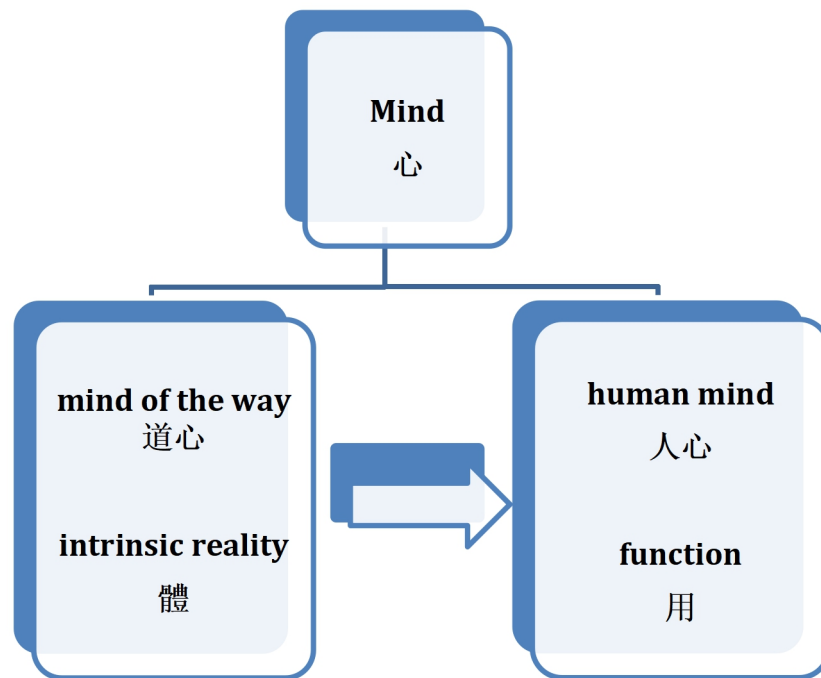 Mind
心
mind of the way
道心
intrinsic reality
體
human mind
人心
function
用